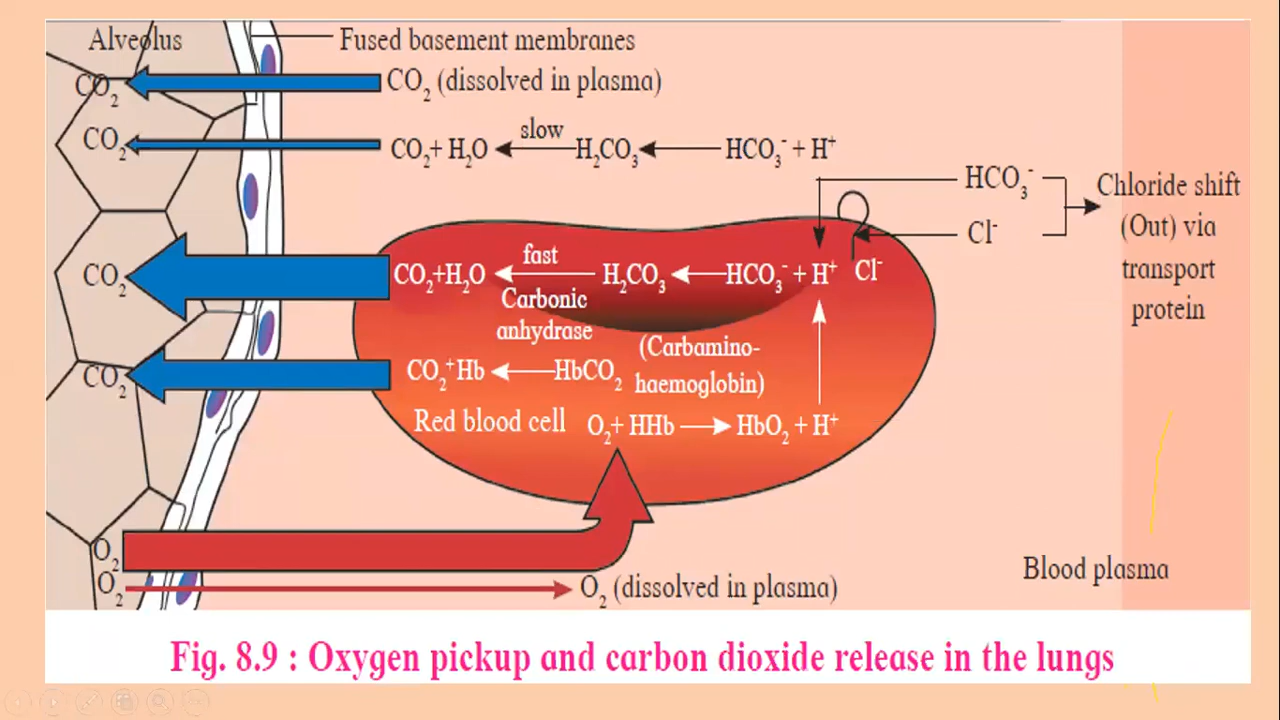 Alveolus
Fused basement membranes
CO₂
CO₂ (dissolved in plasma)
CO₂
CO₂+ H₂O
slow
H₂CO₃
HCO₃⁻ + H⁺
HCO₃⁻
Cl⁻
Chloride shift
(Out) via
transport
protein
CO₂
CO₂+H₂O
fast
Carbonic
anhydrase
H₂CO₃
HCO₃⁻ + H⁺
Cl⁻
CO₂
CO₂⁺Hb
HbCO₂
(Carbamino-
haemoglobin)
Red blood cell
O₂+ HHb
HbO₂ + H⁺
O₂
O₂
O₂ (dissolved in plasma)
Blood plasma
Fig. 8.9 : Oxygen pickup and carbon dioxide release in the lungs